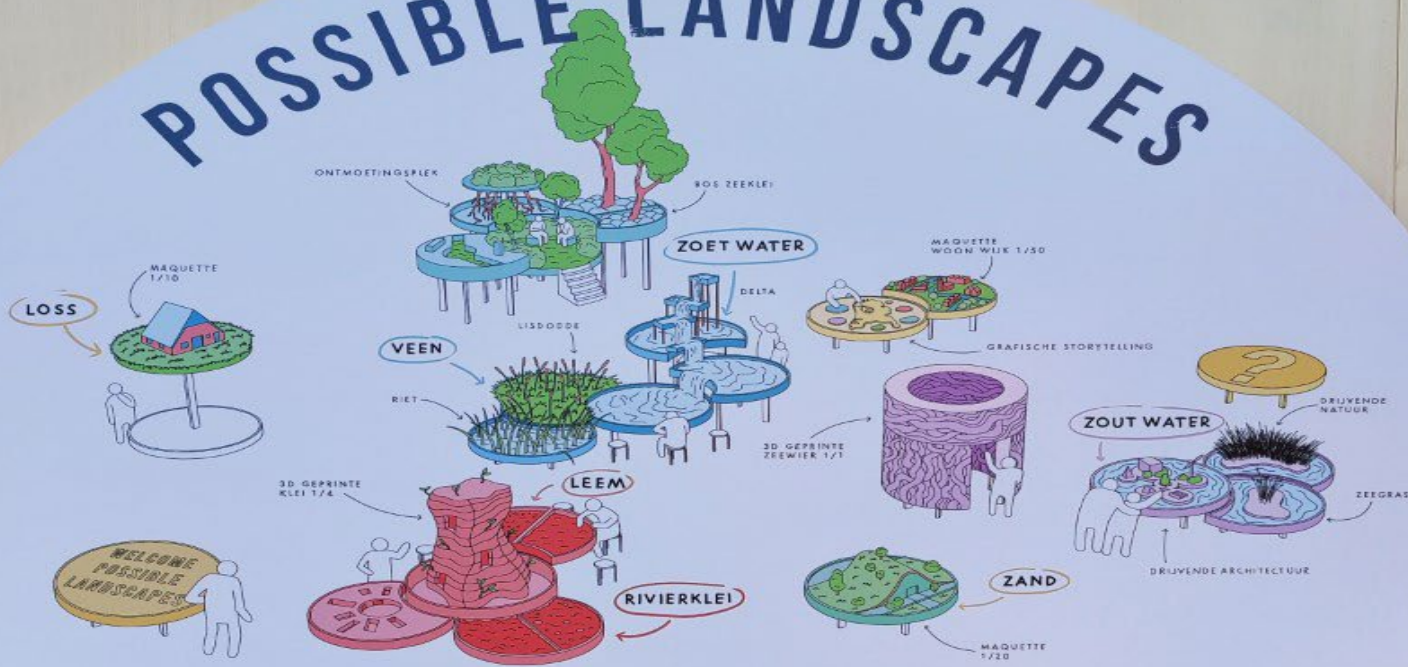 POSSIBLE LANDSCAPES
ONTMOETINGSPLEK
BOS ZEEKLEI
ZOET WATER
MAQUETTE
WOON WIJK 1/50
MAQUETTE
1/10
LOSS
DELTA
LISDODDE
VEEN
GRAFISCHE STORYTELLING
?
RIET
DRIJVENDE
NATUUR
ZOUT WATER
3D GEPRINTE
ZEEWIER 1/1
3D GEPRINTE
KLEI 1/4
LEEM
ZEEGRAS
WELCOME
POSSIBLE
LANDSCAPES
DRIJVENDE ARCHITECTUUR
ZAND
RIVIERKLEI
MAQUETTE
1/20